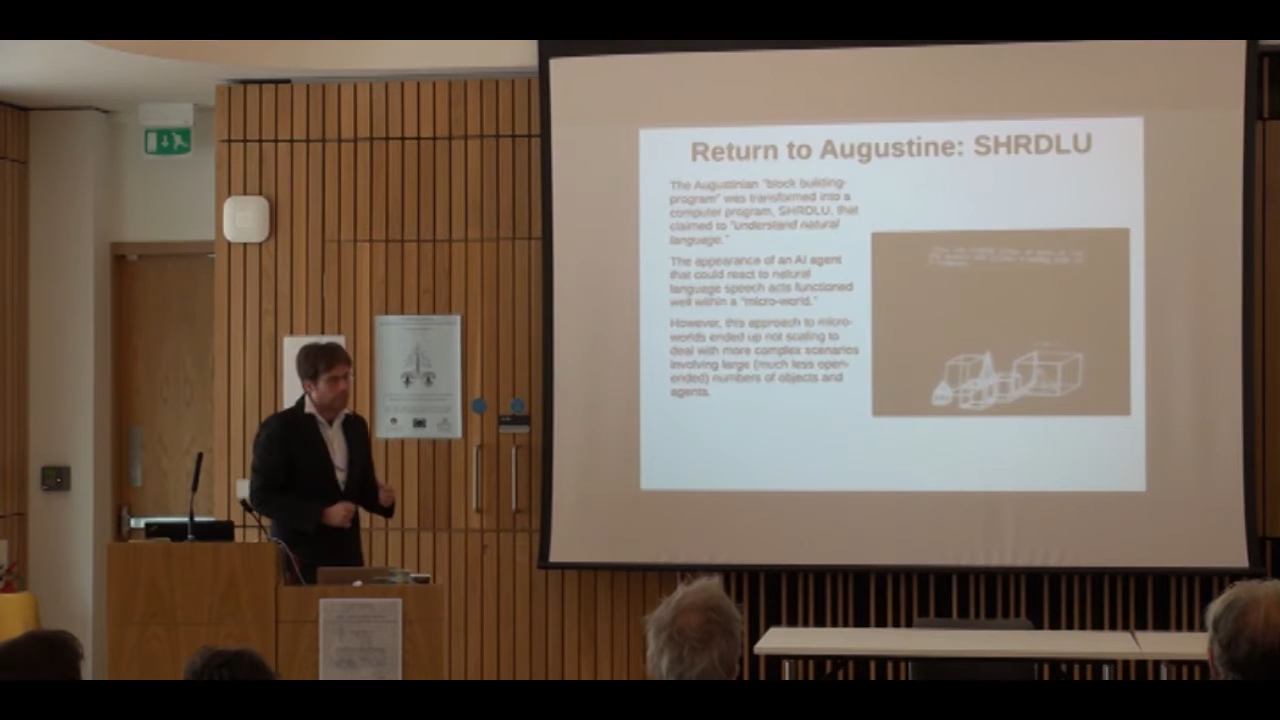 Return to Augustine: SHRDLU
The Augustinian "block building-
program" was transformed into a
computer program, SHRDLU, that
claimed to "understand natural
language."
The appearance of an AI agent
that could react to natural
language speech acts functioned
well within a "micro-world."
However, this approach to micro-
worlds ended up not scaling to
deal with more complex scenarios
involving large (much less open-
ended) numbers of objects and
agents.